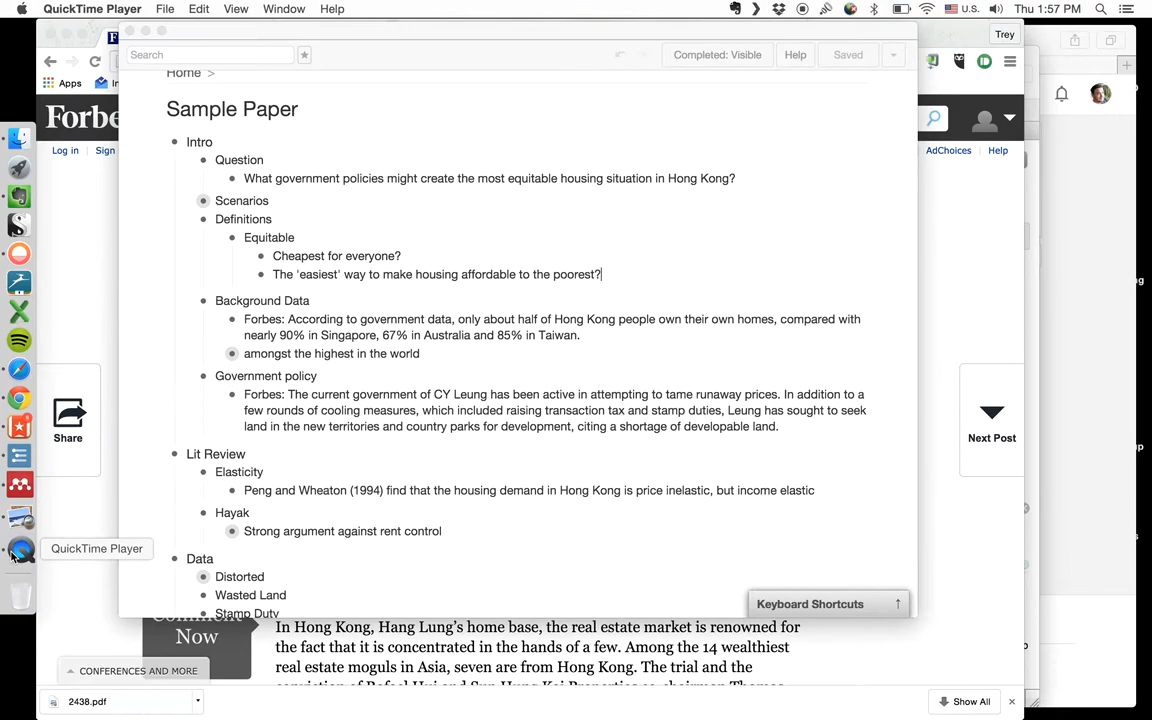 QuickTime Player File Edit View Window Help
U.S. Thu 1:57 PM
Trey
Search
Completed: Visible Help Saved
Apps
Home >
Forbe
Log in Sign
AdChoices Help
Sample Paper
Intro
Question
What government policies might create the most equitable housing situation in Hong Kong?
Scenarios
Definitions
Equitable
Cheapest for everyone?
The 'easiest' way to make housing affordable to the poorest?
Background Data
Forbes: According to government data, only about half of Hong Kong people own their own homes, compared with
nearly 90% in Singapore, 67% in Australia and 85% in Taiwan.
amongst the highest in the world
Government policy
Forbes: The current government of CY Leung has been active in attempting to tame runaway prices. In addition to a
few rounds of cooling measures, which included raising transaction tax and stamp duties, Leung has sought to seek
land in the new territories and country parks for development, citing a shortage of developable land.
Share
Next Post
Lit Review
Elasticity
Peng and Wheaton (1994) find that the housing demand in Hong Kong is price inelastic, but income elastic
Hayak
Strong argument against rent control
QuickTime Player
Data
Distorted
Wasted Land
Stamp Duty
Keyboard Shortcuts ↑
Comment
Now
In Hong Kong, Hang Lung's home base, the real estate market is renowned for
the fact that it is concentrated in the hands of a few. Among the 14 wealthiest
real estate moguls in Asia, seven are from Hong Kong. The trial and the
CONFERENCES AND MORE
2438.pdf
Show All